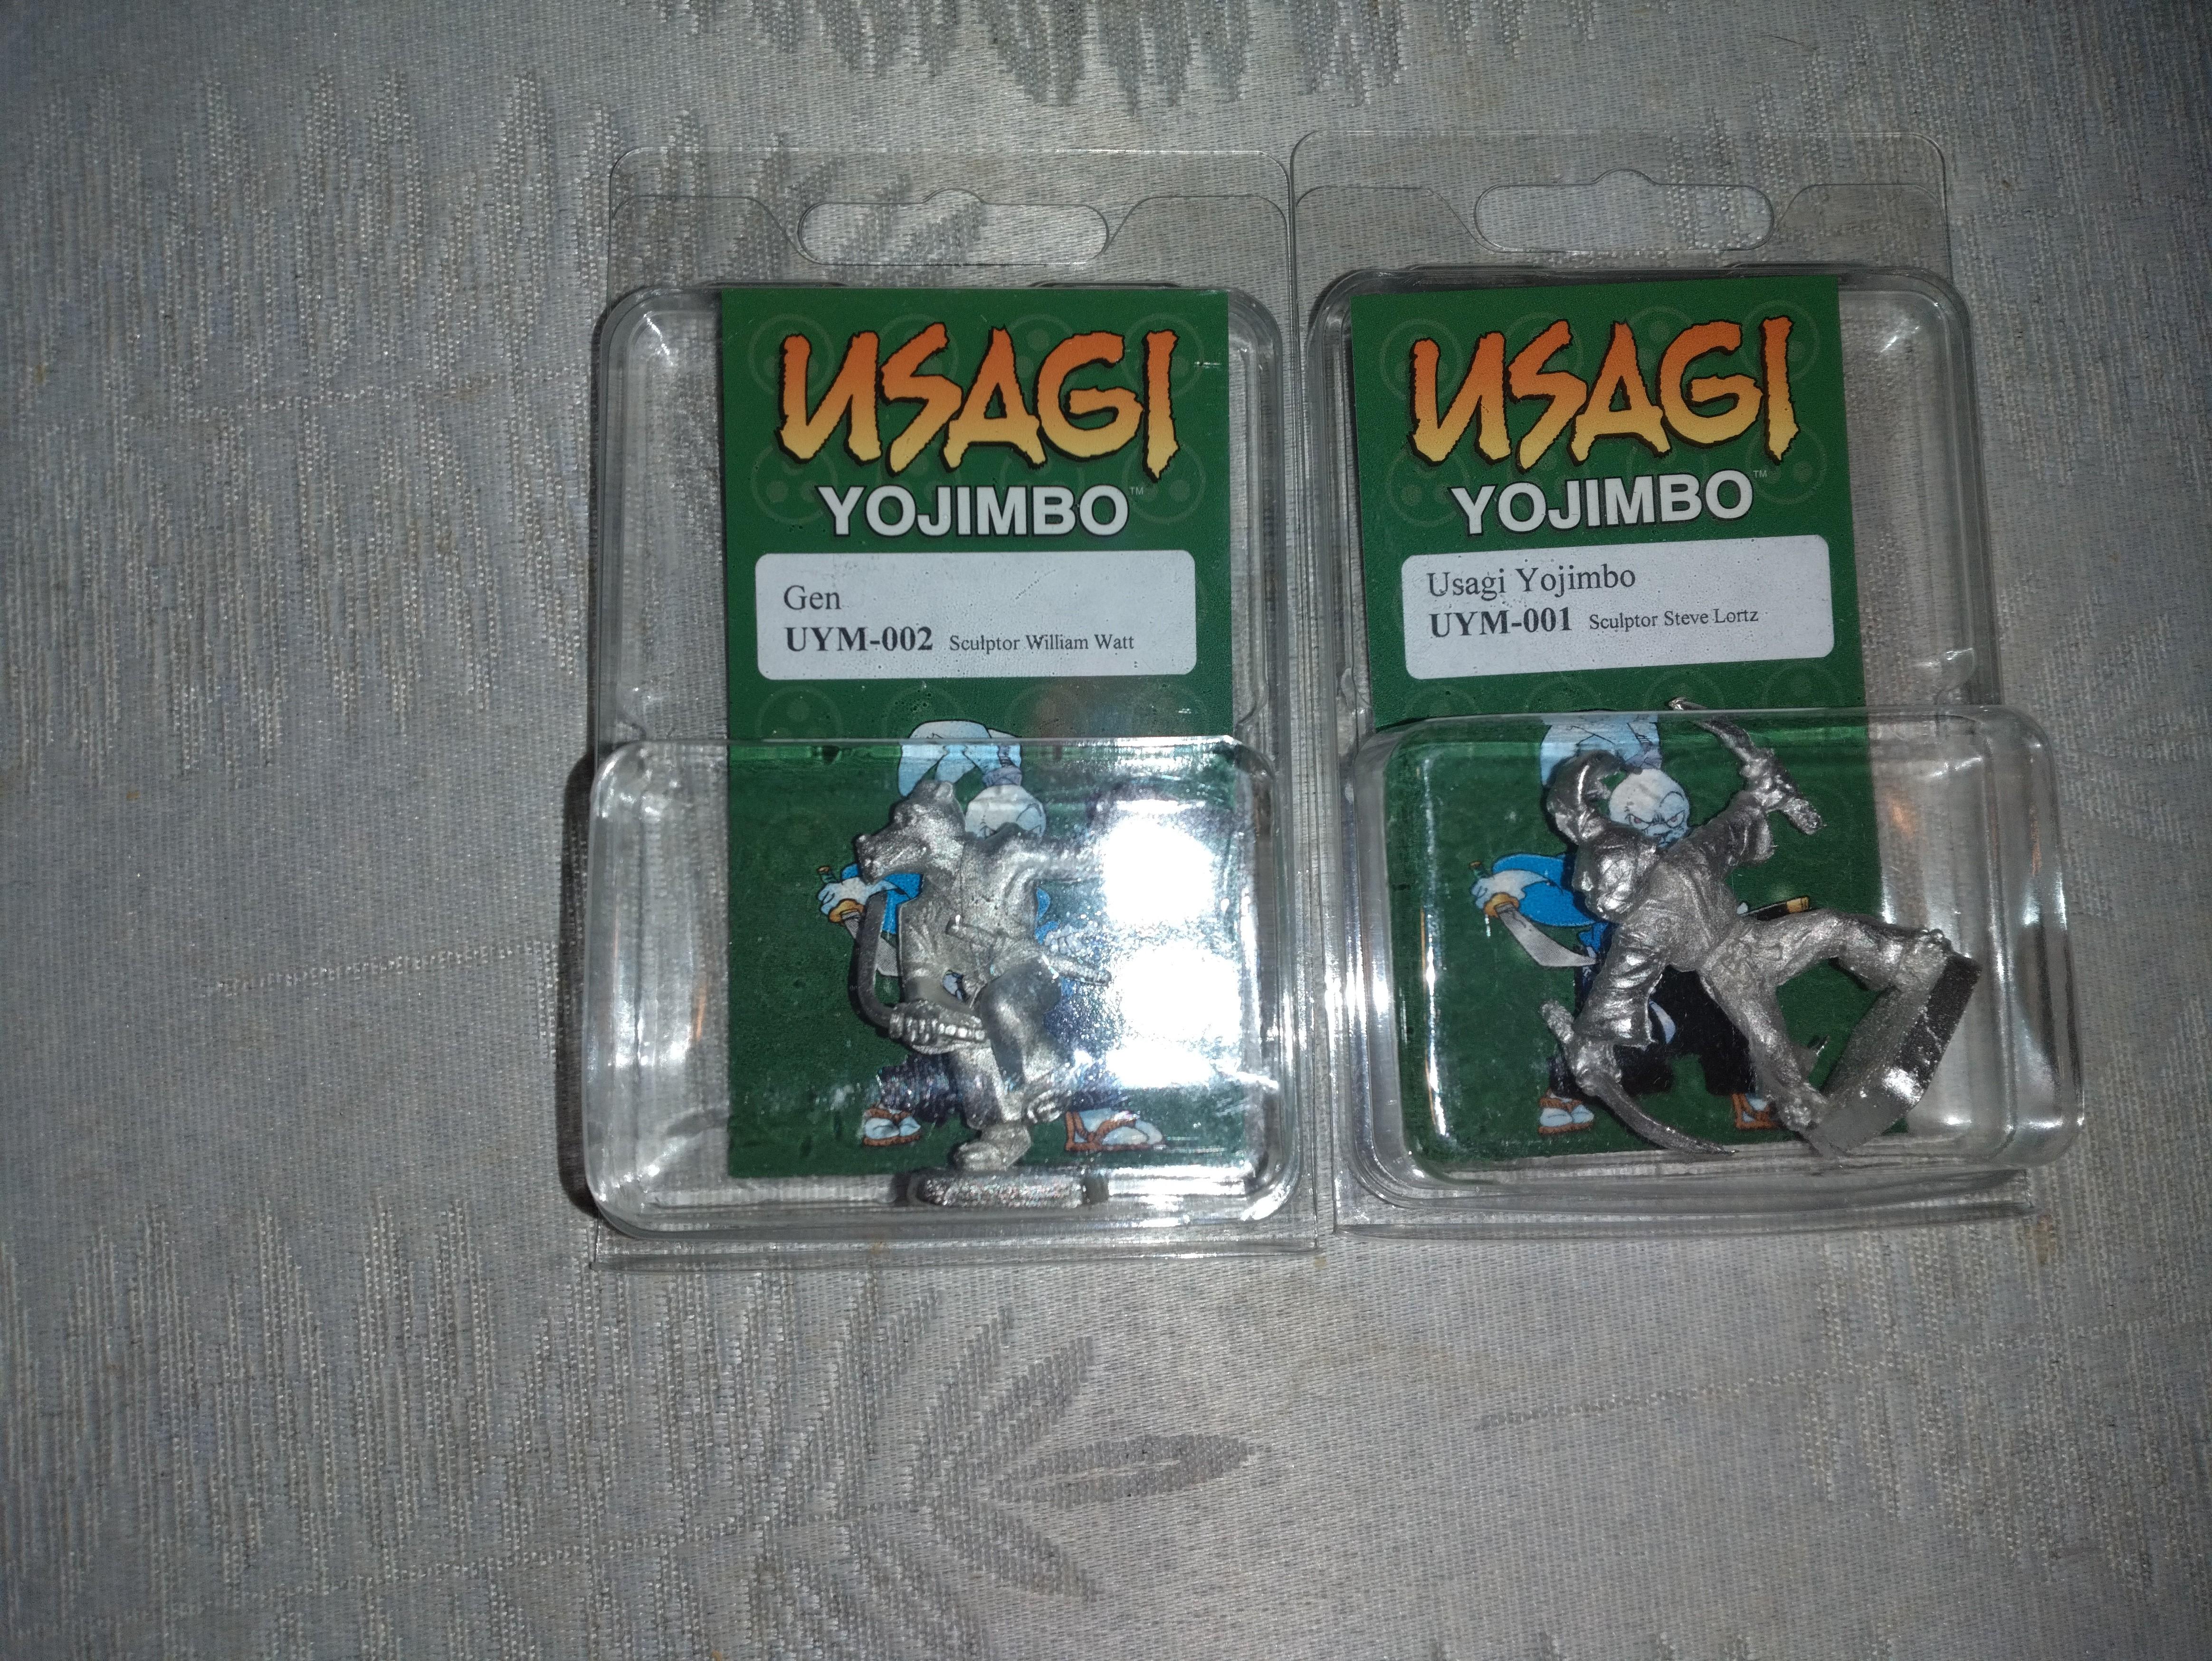 USAGI
YOJIMBO™
Gen
UYM-002 Sculptor William Watt
USAGI
YOJIMBO™
Usagi Yojimbo
UYM-001 Sculptor Steve Lortz